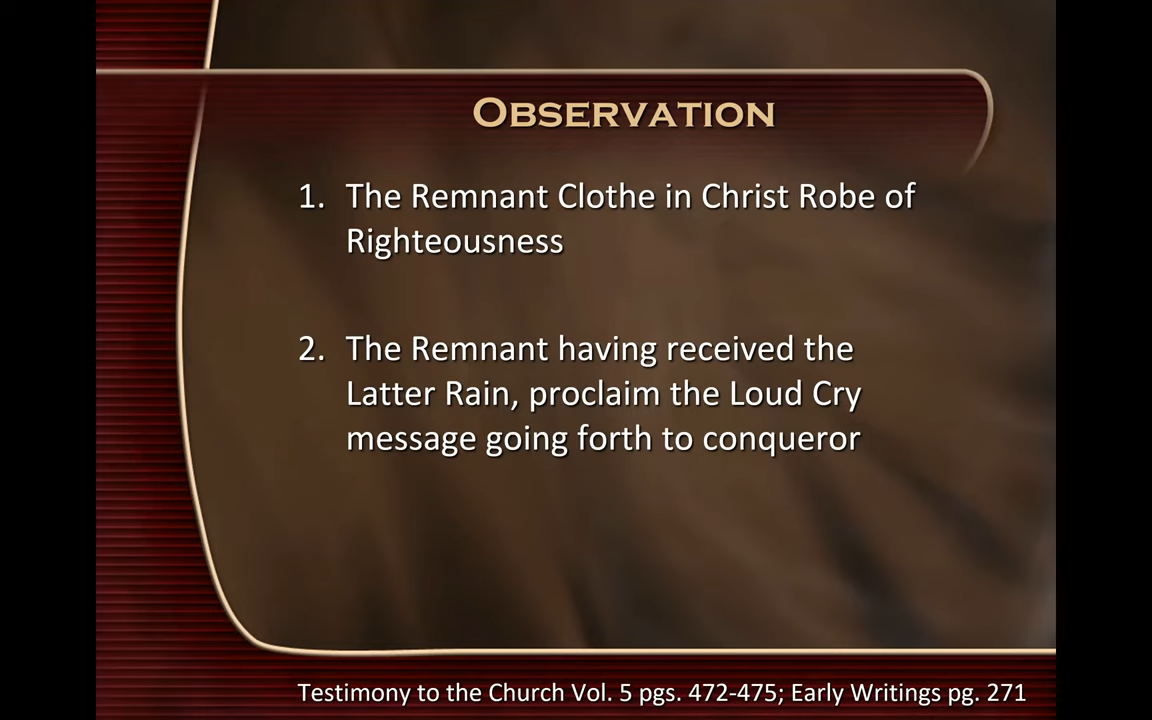 Observation
1. The Remnant Clothe in Christ Robe of
Righteousness
2. The Remnant having received the
Latter Rain, proclaim the Loud Cry
message going forth to conqueror
Testimony to the Church Vol. 5 pgs. 472-475; Early Writings pg. 271